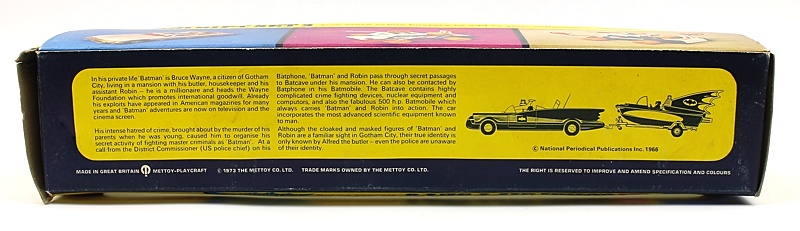 In his private life 'Batman' is Bruce Wayne, a citizen of Gotham
City, living in a mansion with his butler, housekeeper and his
assistant Robin – he is a millionaire and heads the Wayne
Foundation which promotes international goodwill. Already
his exploits have appeared in American magazines for many
years and 'Batman' adventures are now on television and the
cinema screen.
His intense hatred of crime, brought about by the murder of his
parents when he was young, caused him to organise his
secret activity of fighting master criminals as 'Batman'. At a
call from the District Commissioner (US police chief) on his
Batphone, 'Batman' and Robin pass through secret passages
to Batcave under his mansion. He can also be contacted by
Batphone in his Batmobile. The Batcave contains highly
complicated crime fighting devices, nuclear equipment and
computors, and also the fabulous 500 h.p. Batmobile which
always carries 'Batman' and Robin into action. The car
incorporates the most advanced scientific equipment known
to man.
Although the cloaked and masked figures of 'Batman' and
Robin are a familiar sight in Gotham City, their true identity is
only known by Alfred the butler – even the police are unaware
of their identity.
© National Periodical Publications Inc. 1966
MADE IN GREAT BRITAIN METTOY-PLAYCRAFT © 1973 THE METTOY CO. LTD. TRADE MARKS OWNED BY THE METTOY CO. LTD. THE RIGHT IS RESERVED TO IMPROVE AND AMEND SPECIFICATION AND COLOURS